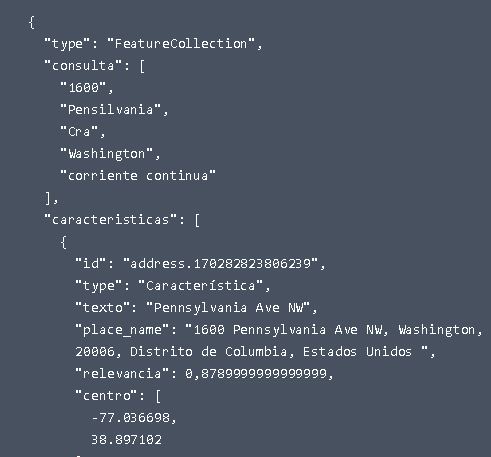 {
"type": "FeatureCollection",
"consulta": [
"1600",
"Pensilvania",
"Cra",
"Washington",
"corriente continua"
],
"caracteristicas": [
{
"id": "address.170282823806239",
"type": "Característica",
"texto": "Pennsylvania Ave NW",
"place_name": "1600 Pennsylvania Ave NW, Washington,
20006, Distrito de Columbia, Estados Unidos ",
"relevancia": 0,8789999999999999,
"centro": [
-77.036698,
38.897102